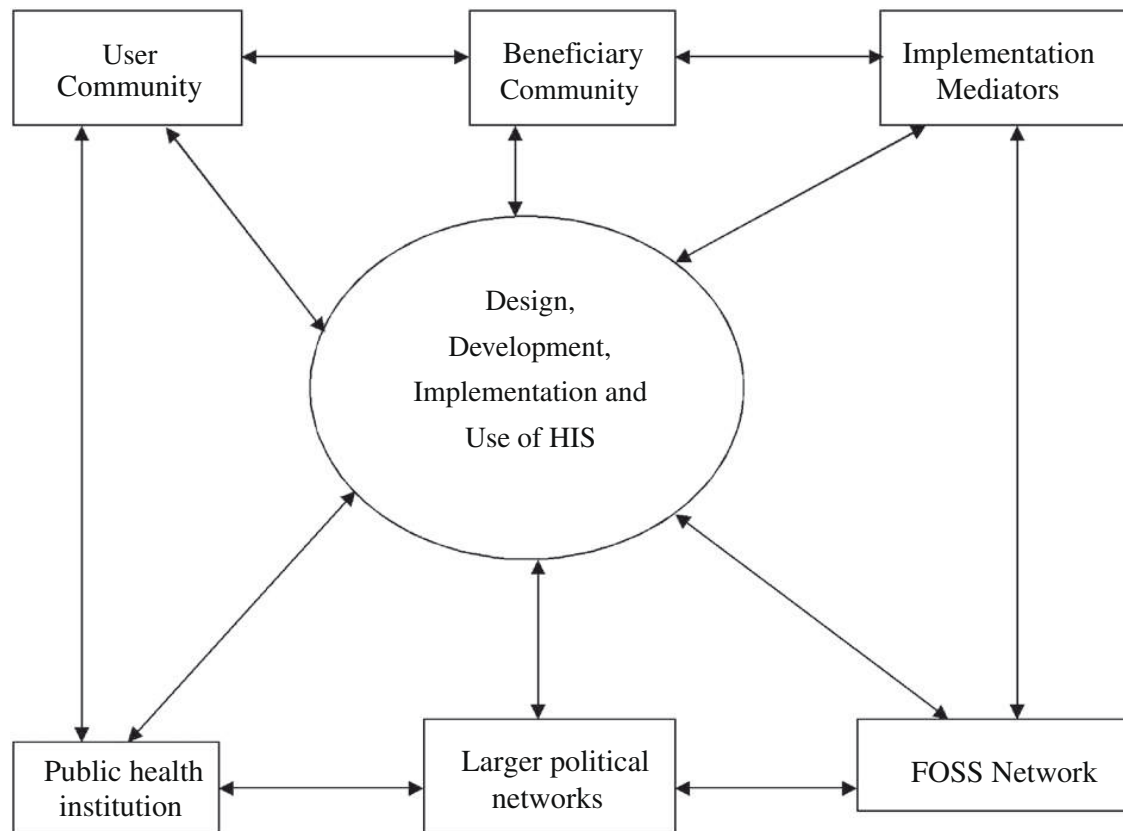 User
Community
Beneficiary
Community
Implementation
Mediators
Design,
Development,
Implementation and
Use of HIS
Public health
institution
Larger political
networks
FOSS Network